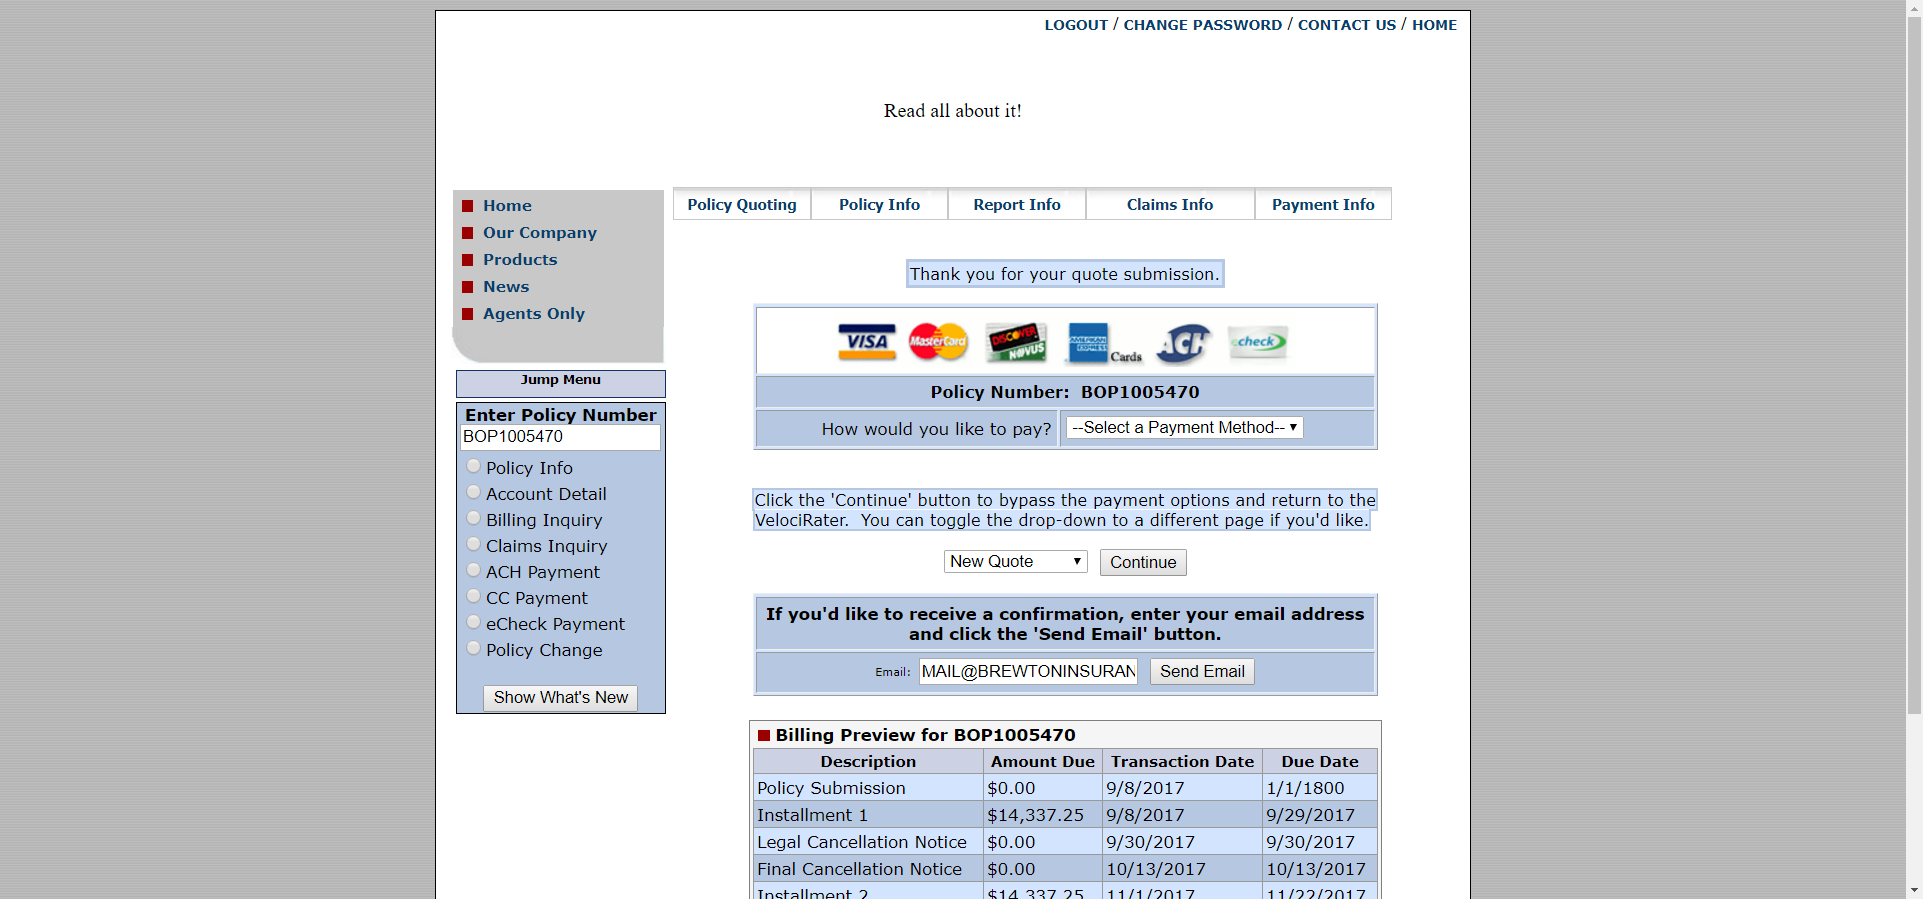 LOGOUT / CHANGE PASSWORD / CONTACT US / HOME
Read all about it!
Home
Our Company
Products
News
Agents Only
Policy Quoting Policy Info Report Info Claims Info Payment Info
Jump Menu
Enter Policy Number
BOP1005470
Policy Info
Account Detail
Billing Inquiry
Claims Inquiry
ACH Payment
CC Payment
eCheck Payment
Policy Change
Show What's New
Thank you for your quote submission.
VISA MasterCard DISCOVER NOVUS AMERICAN EXPRESS Cards ACH echeck
Policy Number: BOP1005470
How would you like to pay? --Select a Payment Method--
Click the 'Continue' button to bypass the payment options and return to the
VelociRater. You can toggle the drop-down to a different page if you'd like.
New Quote Continue
If you'd like to receive a confirmation, enter your email address
and click the 'Send Email' button.
Email: MAIL@BREWTONINSURAN Send Email
Billing Preview for BOP1005470
Description Amount Due Transaction Date Due Date
Policy Submission $0.00 9/8/2017 1/1/1800
Installment 1 $14,337.25 9/8/2017 9/29/2017
Legal Cancellation Notice $0.00 9/30/2017 9/30/2017
Final Cancellation Notice $0.00 10/13/2017 10/13/2017
Installment 2 $14,337.25 11/1/2017 11/22/2017